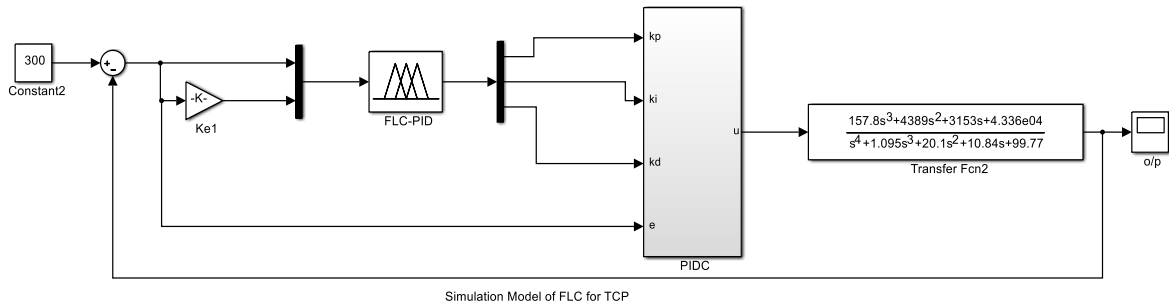 300
Constant2
+
−
-K-
Ke1
FLC-PID
kp
ki
kd
e
u
PIDC
157.8s³+4389s²+3153s+4.336e04
s⁴+1.095s³+20.1s²+10.84s+99.77
Transfer Fcn2
o/p
Simulation Model of FLC for TCP